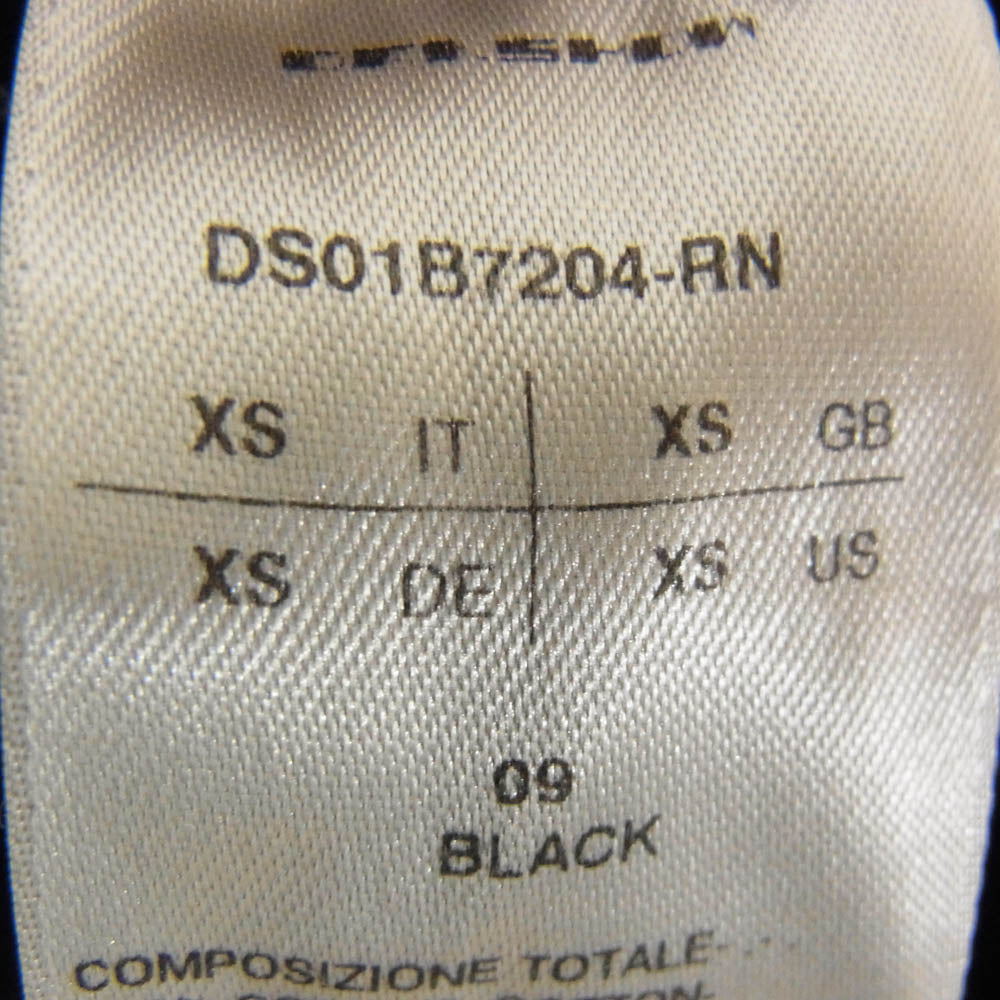 DS01B7204-RN
XS IT XS GB
XS DE XS US
09
BLACK
COMPOSIZIONE TOTALE-